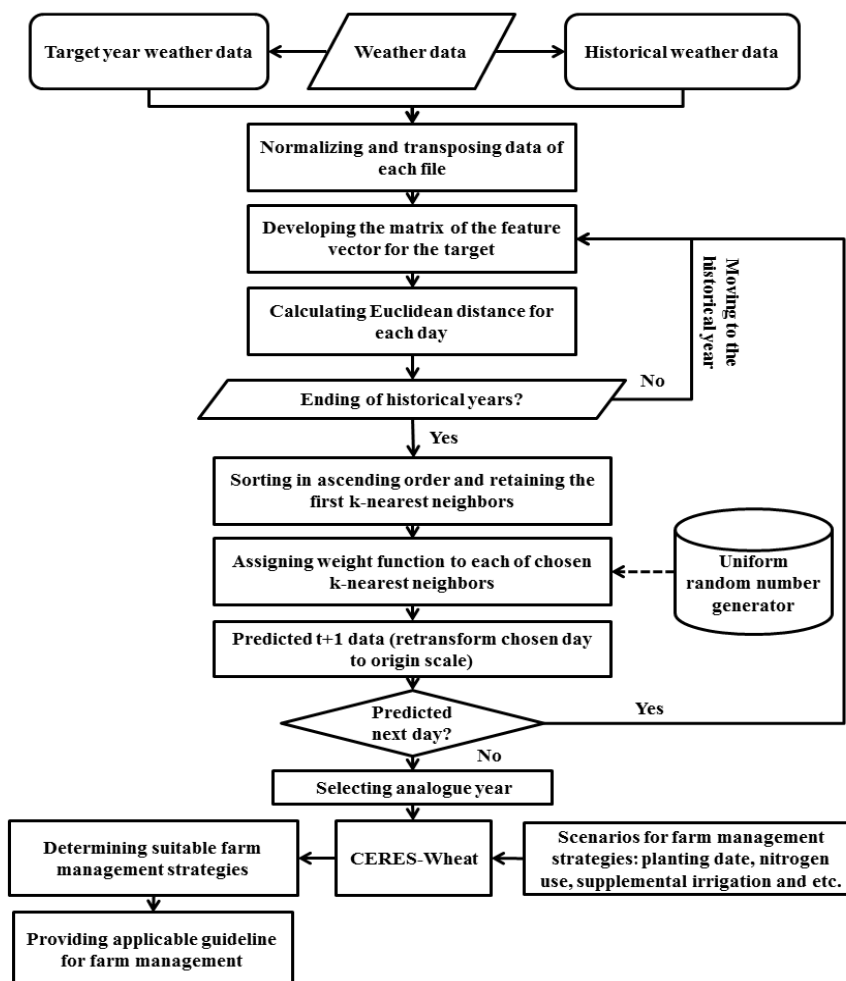 Target year weather data
Weather data
Historical weather data
Normalizing and transposing data of
each file
Developing the matrix of the feature
vector for the target
Moving to the
historical year
Calculating Euclidean distance for
each day
Ending of historical years?
No
Yes
Sorting in ascending order and retaining the
first k-nearest neighbors
Assigning weight function to each of chosen
k-nearest neighbors
Uniform
random number
generator
Predicted t+1 data (retransform chosen day
to origin scale)
Predicted
next day?
Yes
No
Selecting analogue year
Determining suitable farm
management strategies
CERES-Wheat
Scenarios for farm management
strategies: planting date, nitrogen
use, supplemental irrigation and etc.
Providing applicable guideline
for farm management